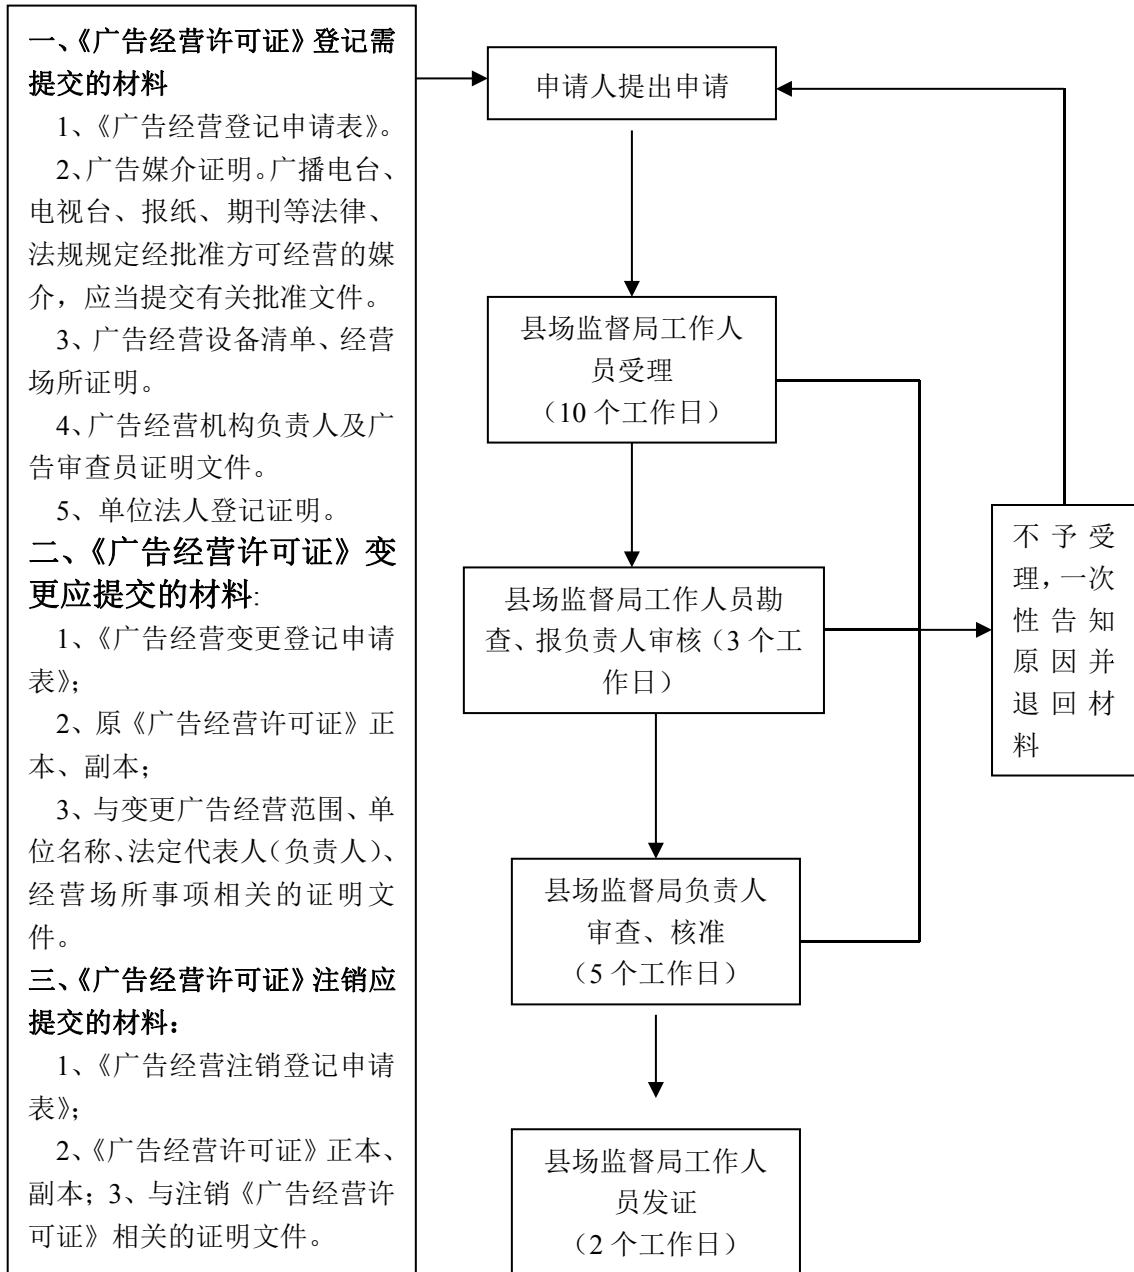 一、《广告经营许可证》登记需
提交的材料
1、《广告经营登记申请表》。
2、广告媒介证明。广播电台、
电视台、报纸、期刊等法律、
法规规定经批准方可经营的媒
介，应当提交有关批准文件。
3、广告经营设备清单、经营
场所证明。
4、广告经营机构负责人及广
告审查员证明文件。
5、单位法人登记证明。
二、《广告经营许可证》变
更应提交的材料:
1、《广告经营变更登记申请
表》；
2、原《广告经营许可证》正
本、副本；
3、与变更广告经营范围、单
位名称、法定代表人（负责人）、
经营场所事项相关的证明文
件。
三、《广告经营许可证》注销应
提交的材料：
1、《广告经营注销登记申请
表》；
2、《广告经营许可证》正本、
副本；3、与注销《广告经营许
可证》相关的证明文件。
申请人提出申请
县场监督局工作人
员受理
（10 个工作日）
县场监督局工作人员勘
查、报负责人审核（3 个工
作日）
县场监督局负责人
审查、核准
（5 个工作日）
县场监督局工作人
员发证
（2 个工作日）
不予受
理，一次
性告知
原因并
退回材
料